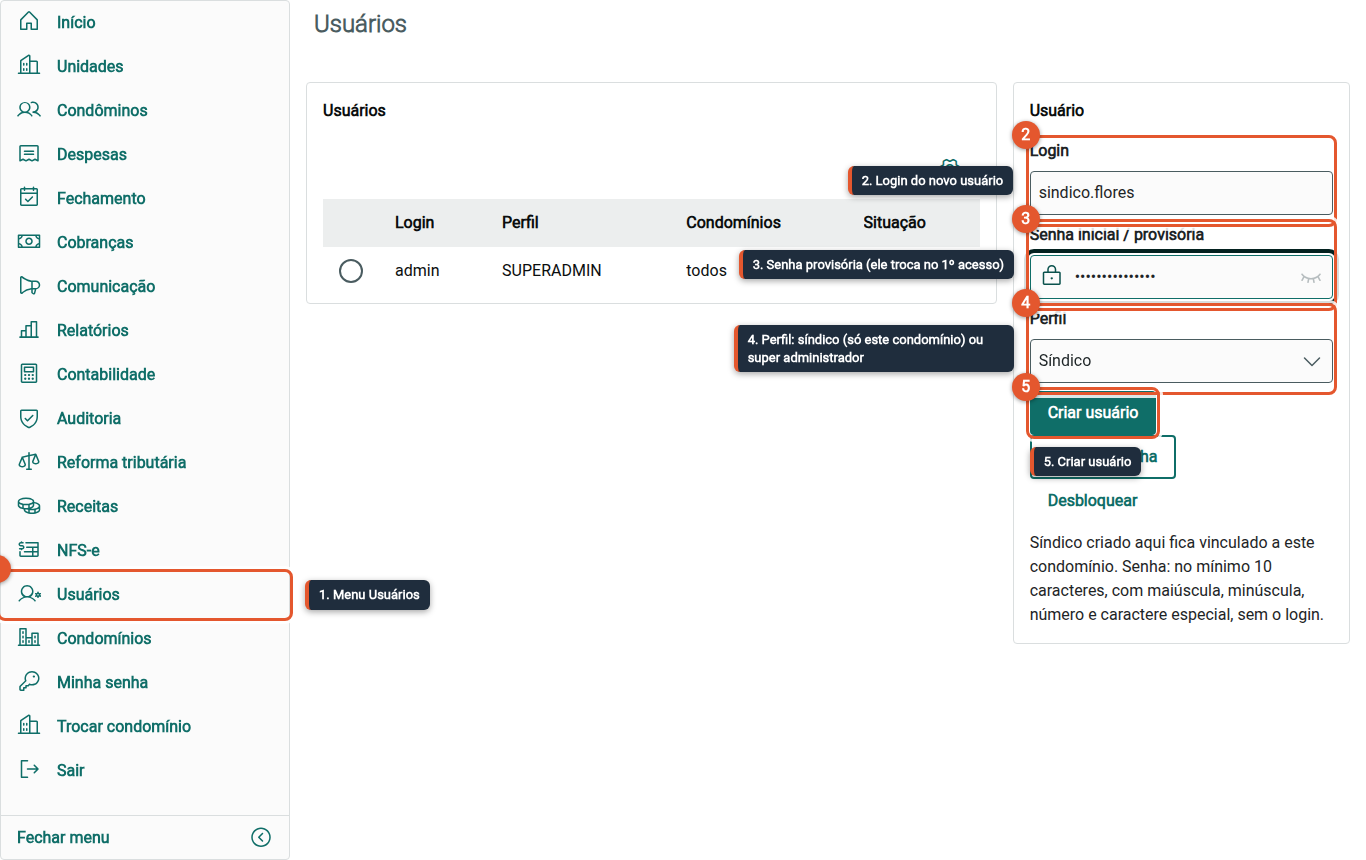 Início
Unidades
Condôminos
Despesas
Fechamento
Cobranças
Comunicação
Relatórios
Contabilidade
Auditoria
Reforma tributária
Receitas
NFS-e
Usuários
Condomínios
Minha senha
Trocar condomínio
Sair
Fechar menu
1. Menu Usuários
Usuários
Usuários
2. Login do novo usuário
Login Perfil Condomínios Situação
admin SUPERADMIN todos
3. Senha provisória (ele troca no 1º acesso)
4. Perfil: síndico (só este condomínio) ou
super administrador
Usuário
2
Login
sindico.flores
3
Senha inicial / provisória
•••••••••••••••
4
Perfil
Síndico
5
Criar usuário
5. Criar usuário
Desbloquear
Síndico criado aqui fica vinculado a este
condomínio. Senha: no mínimo 10
caracteres, com maiúscula, minúscula,
número e caractere especial, sem o login.